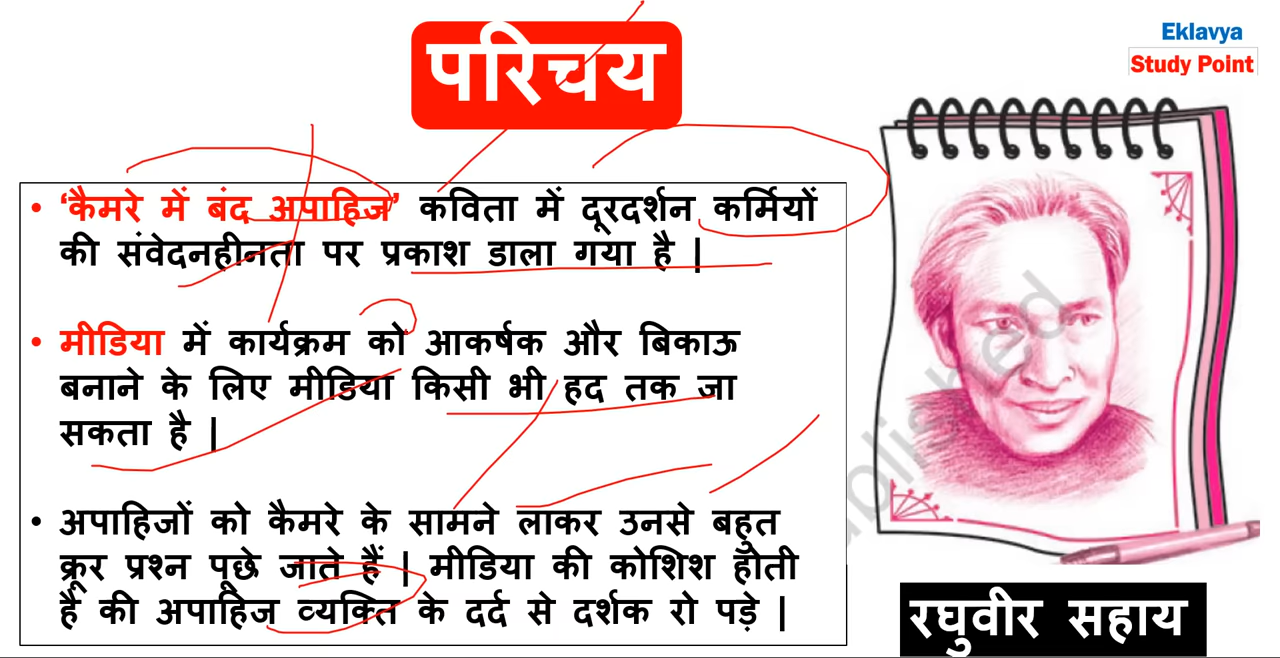 परिचय
Eklavya
Study Point
• ‘कैमरे में बंद अपाहिज’ कविता में दूरदर्शन कर्मियों
की संवेदनहीनता पर प्रकाश डाला गया है |
• मीडिया में कार्यक्रम को आकर्षक और बिकाऊ
बनाने के लिए मीडिया किसी भी हद तक जा
सकता है |
• अपाहिजों को कैमरे के सामने लाकर उनसे बहुत
क्रूर प्रश्न पूछे जाते हैं | मीडिया की कोशिश होती
है की अपाहिज व्यक्ति के दर्द से दर्शक रो पड़े |
रघुवीर सहाय